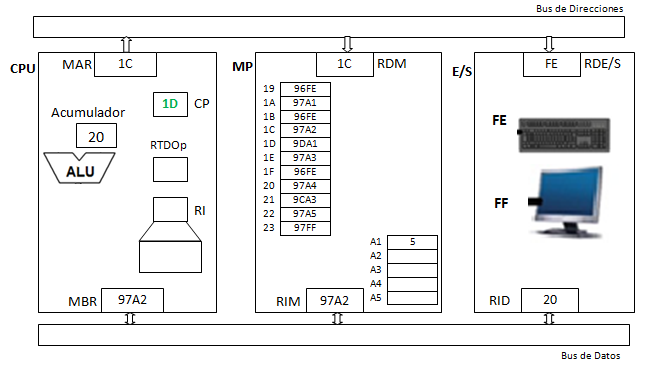 Bus de Direcciones
CPU
MAR
1C
1D
CP
Acumulador
20
ALU
RTDOp
RI
MBR
97A2
MP
1C
RDM
19 96FE
1A 97A1
1B 96FE
1C 97A2
1D 9DA1
1E 97A3
1F 96FE
20 97A4
21 9CA3
22 97A5
23 97FF
A1 5
A2
A3
A4
A5
RIM
97A2
E/S
FE
RDE/S
FE
FF
RID
20
Bus de Datos